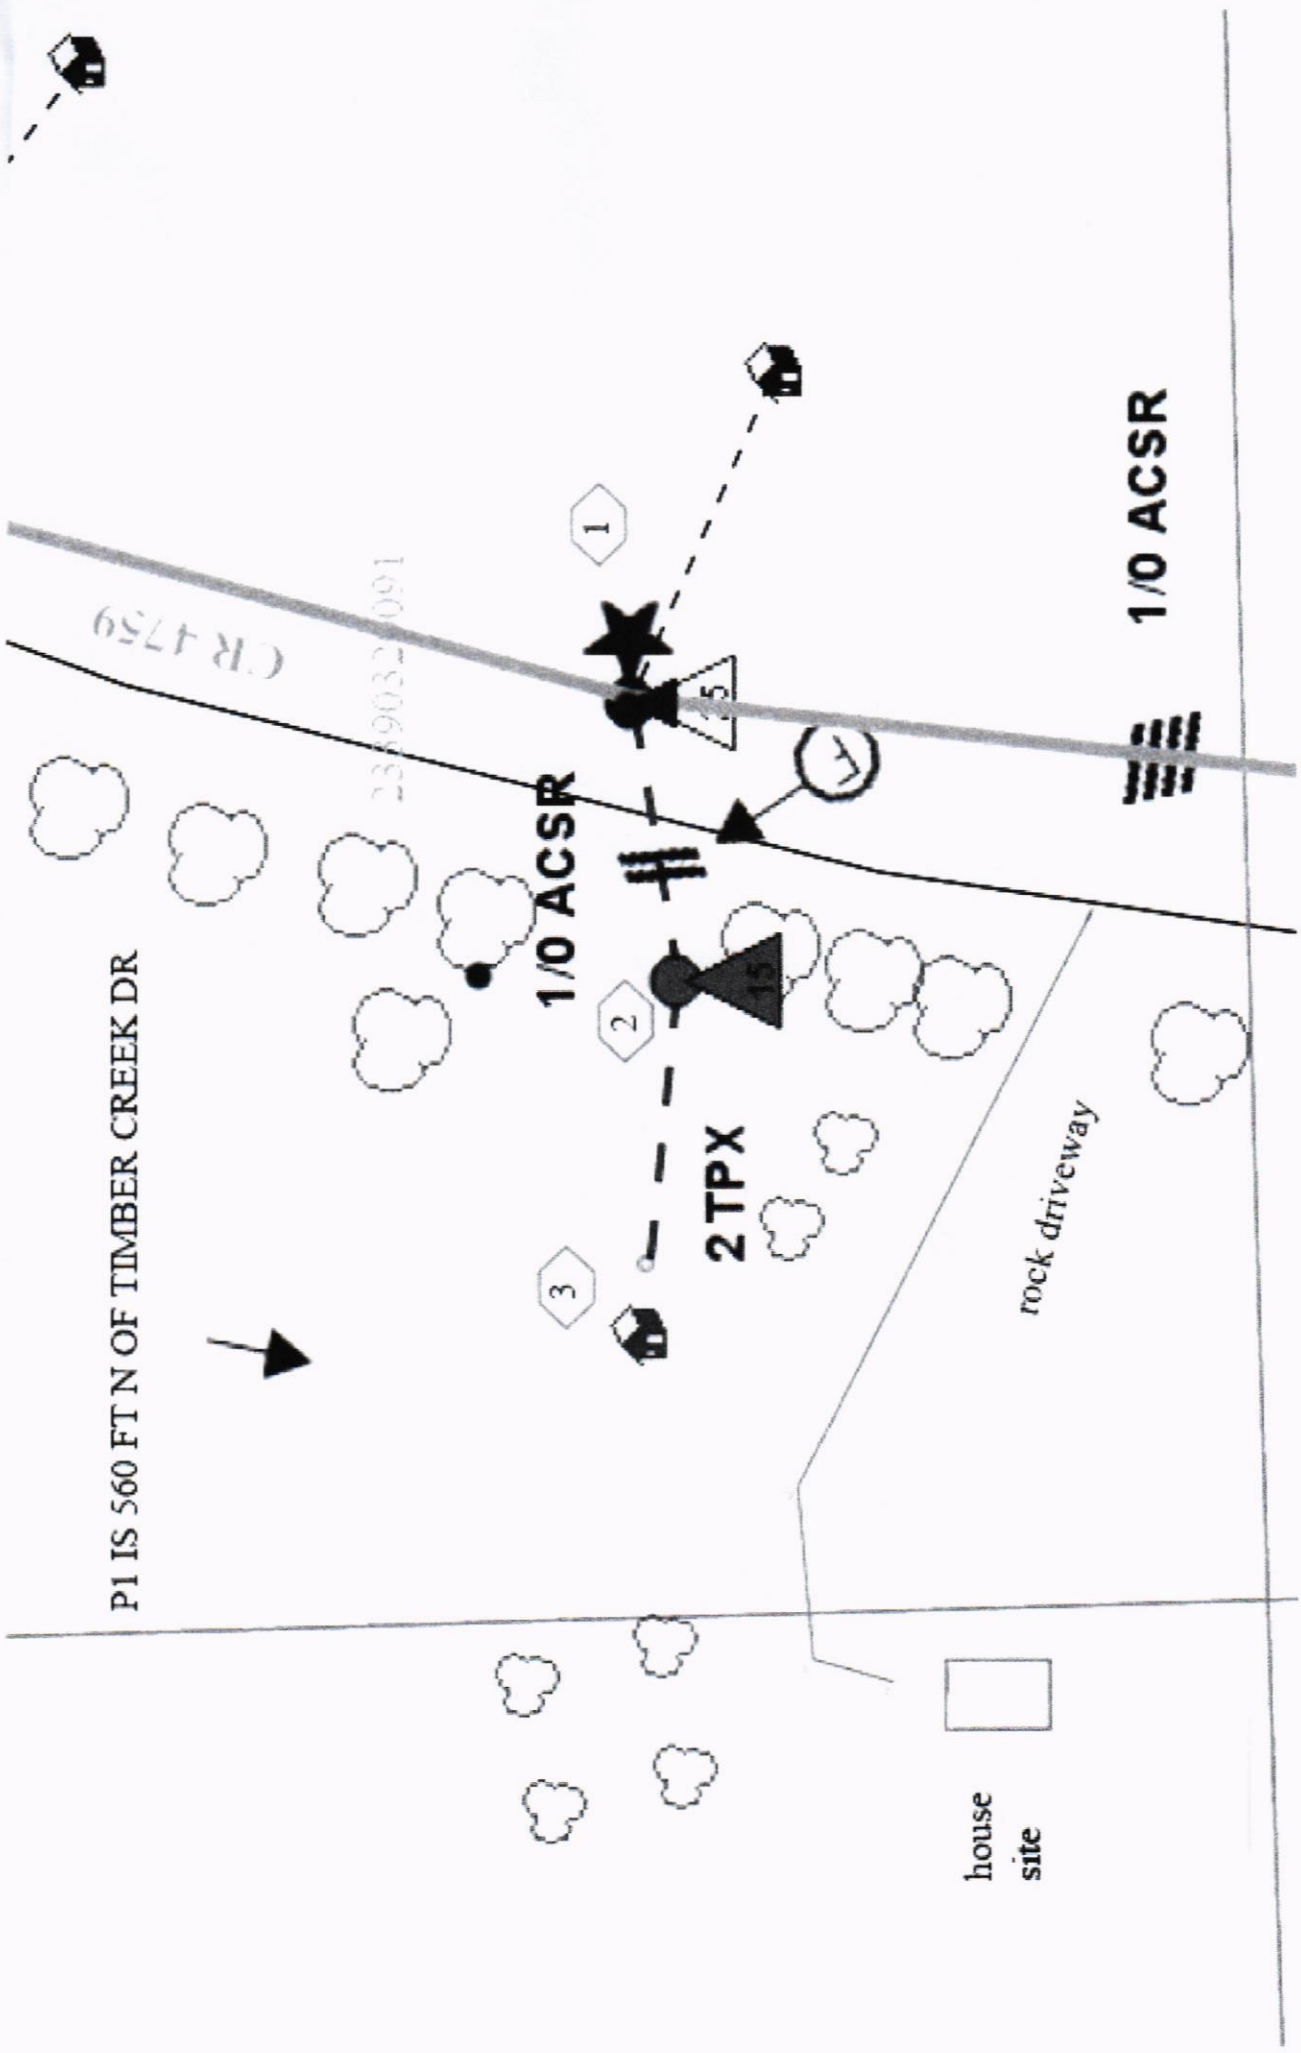 P1 IS 560 FT N OF TIMBER CREEK DR
CR 4759
1/0 ACSR
3
1
2
2 TPX
15
house
site
rock driveway
1/0 ACSR